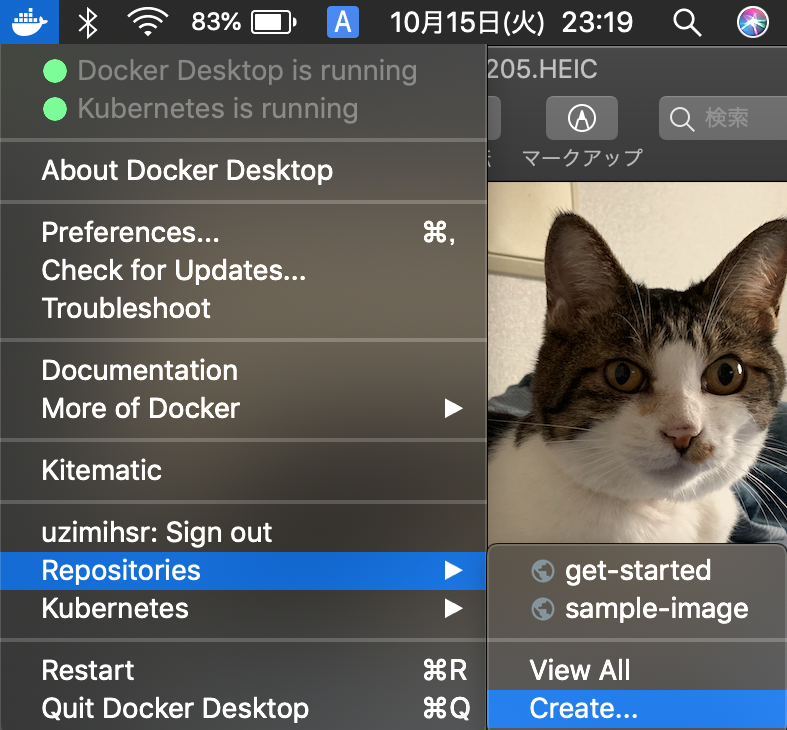 83% A 10月15日(火) 23:19
Docker Desktop is running
Kubernetes is running
About Docker Desktop
Preferences... ⌘,
Check for Updates...
Troubleshoot
Documentation
More of Docker
Kitematic
uzimihsr: Sign out
Repositories
Kubernetes
Restart ⌘R
Quit Docker Desktop ⌘Q
205.HEIC
検索
マークアップ
get-started
sample-image
View All
Create...